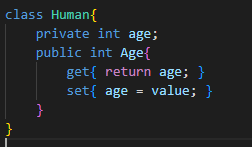 class Human{
    private int age;
    public int Age{
        get{ return age; }
        set{ age = value; }
    }
}